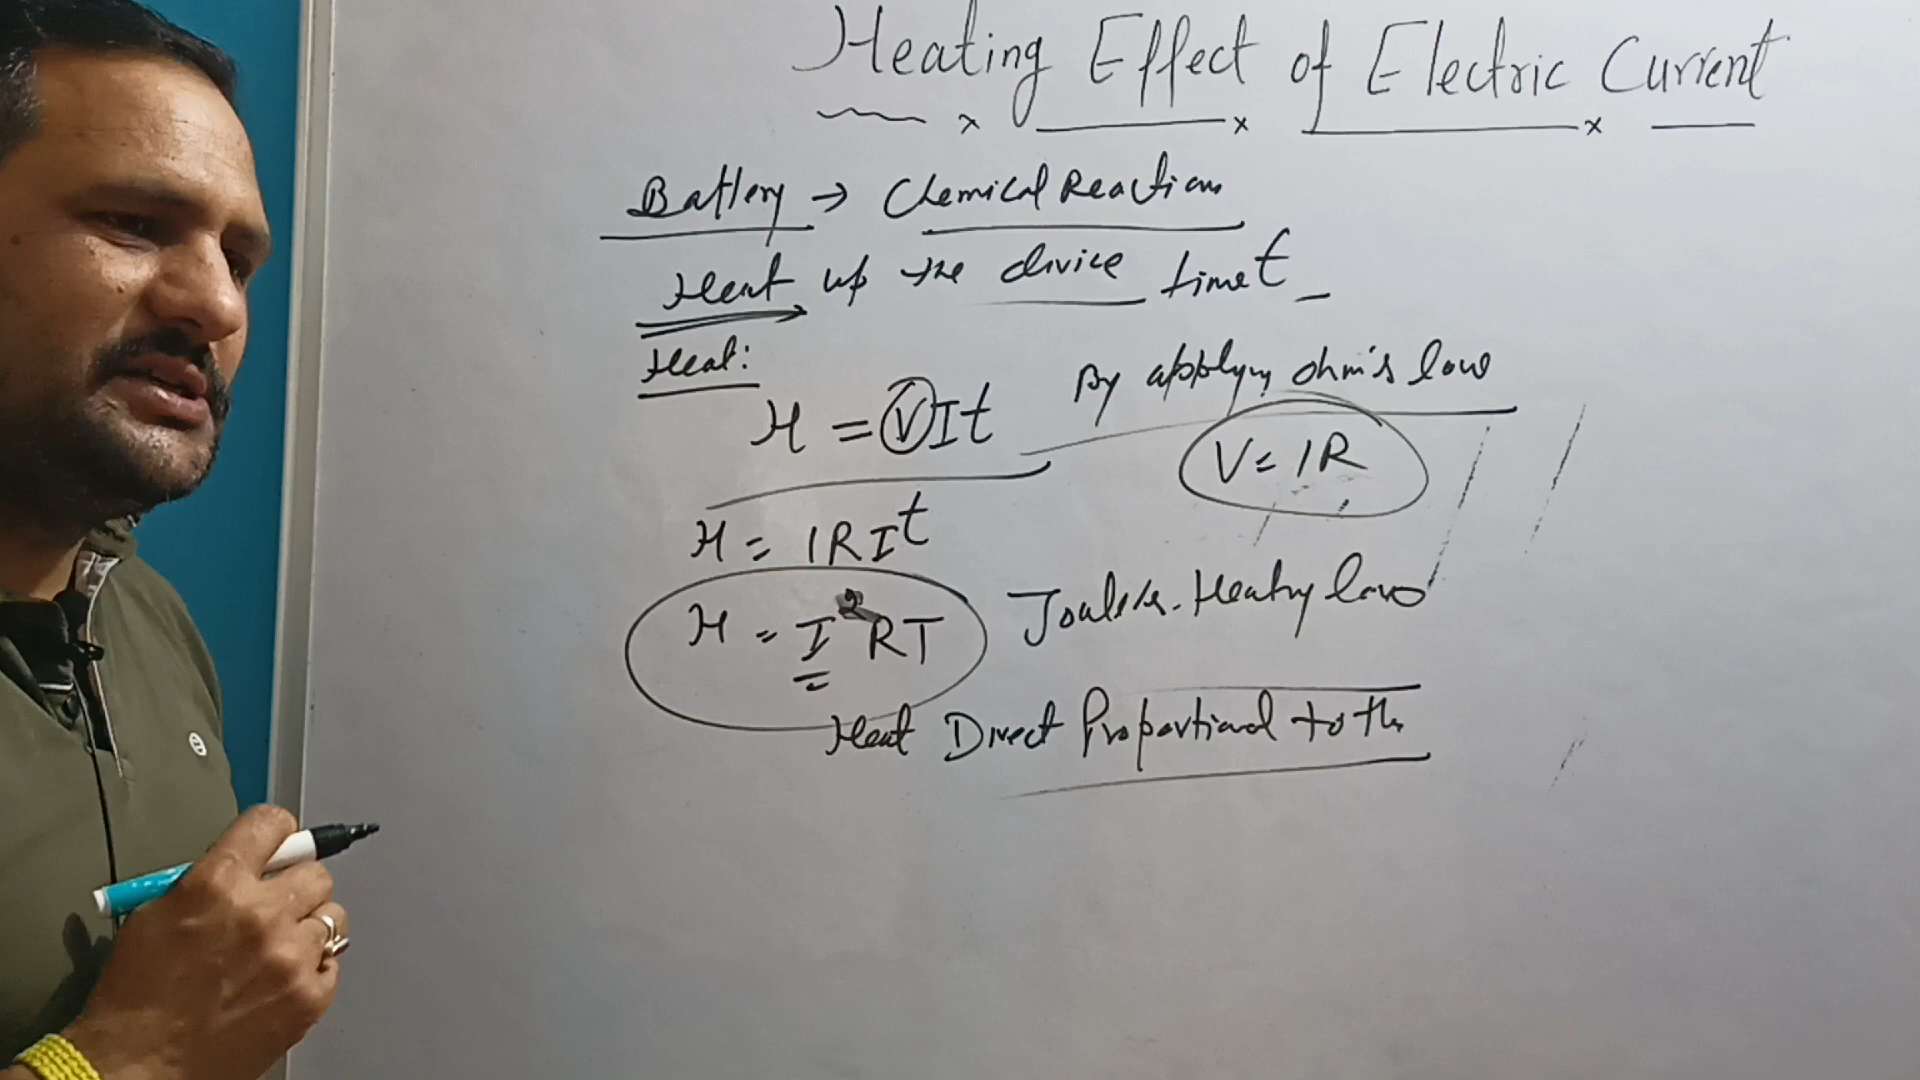 Heating Effect of Electric Current
Battery → Chemical Reaction
Heat up the divice time t
Heat:
H = VIt
By applying ohm's law
V = IR
H = IRIt
H = I²RT
Joule's. Heating law
Heat Direct Proportional to the